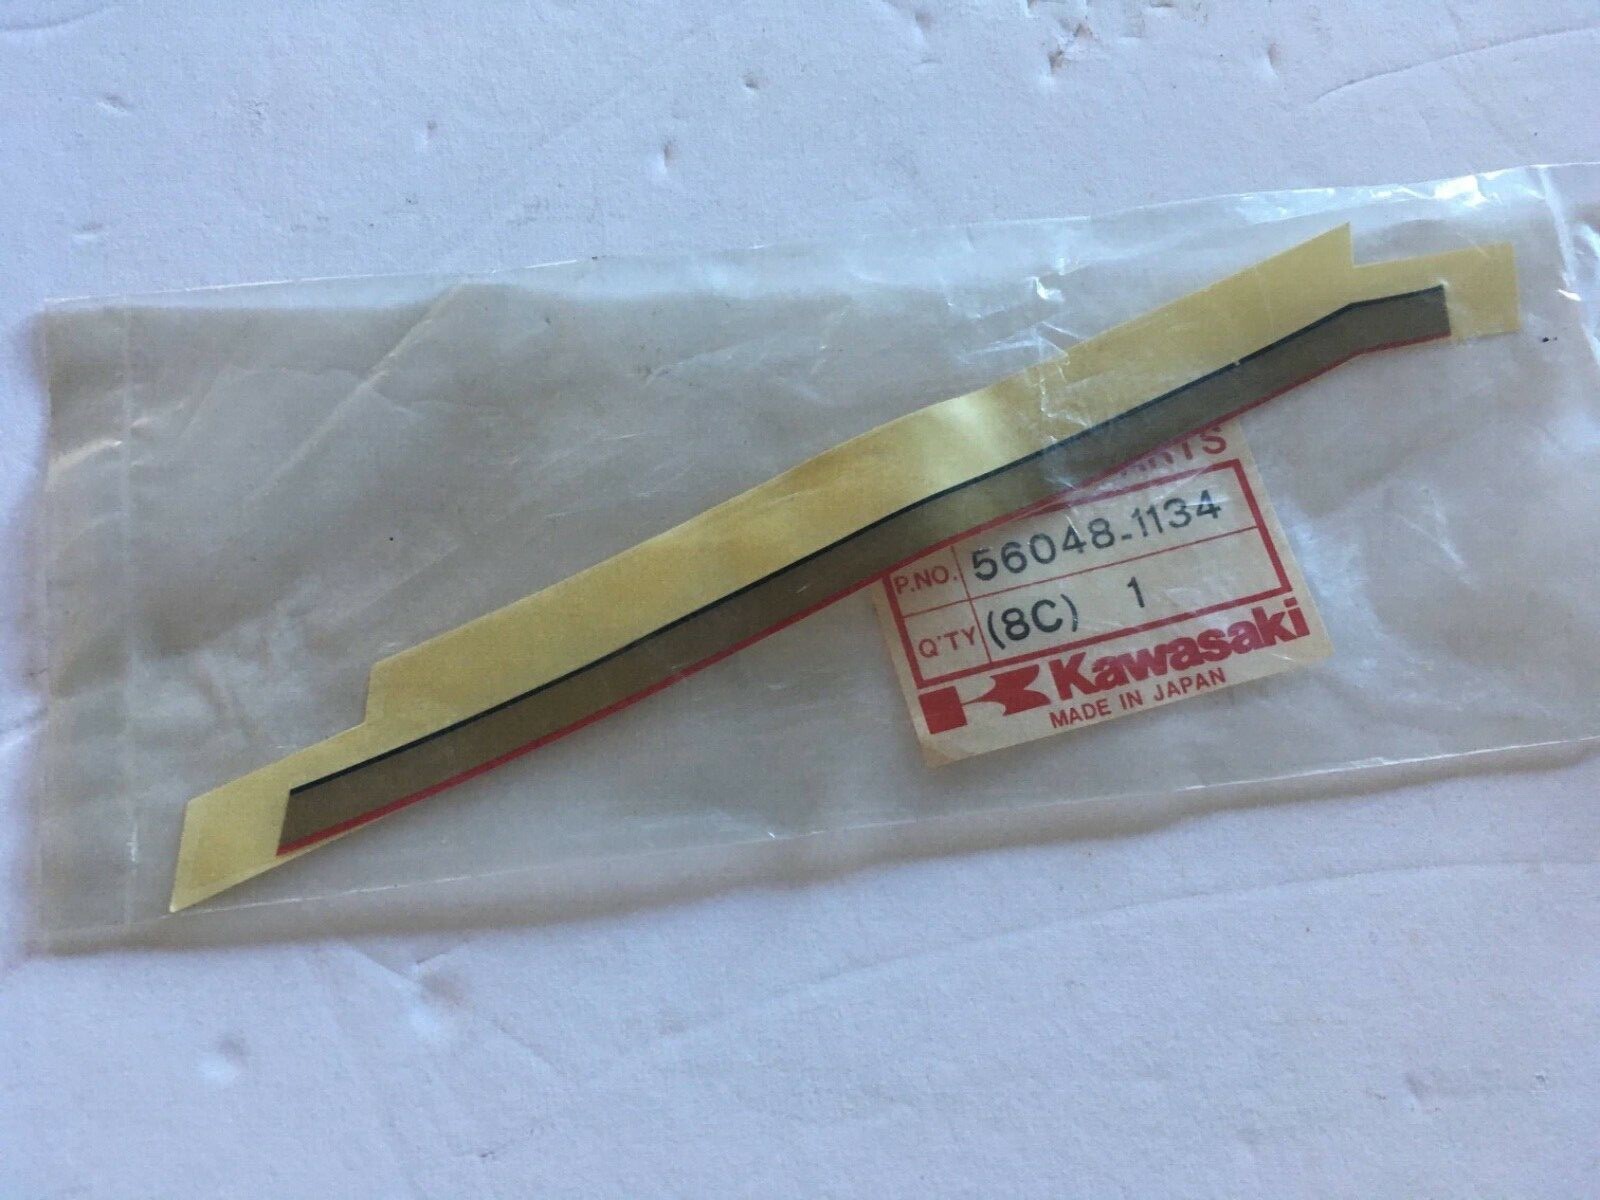 P.NO. 56048-1134
Q'TY (8C) 1
Kawasaki
MADE IN JAPAN